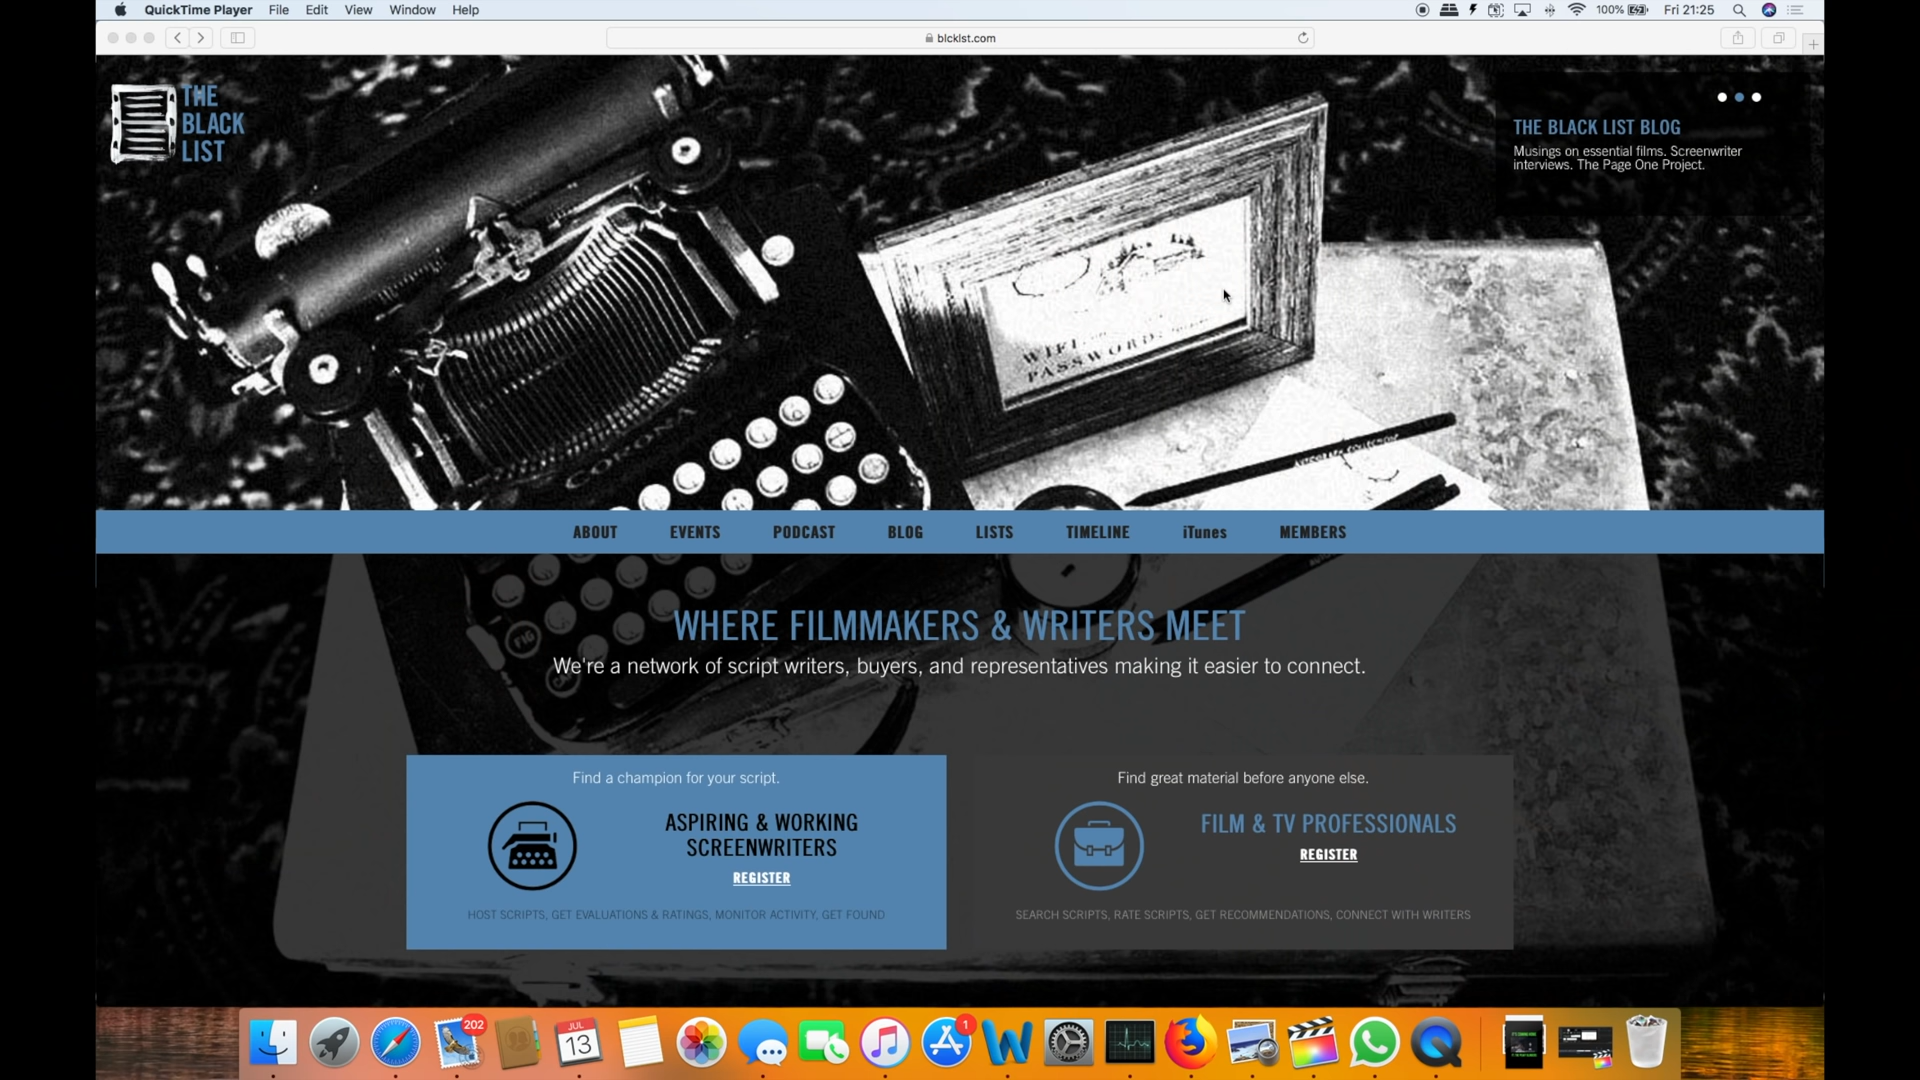 QuickTime Player File Edit View Window Help 100% Fri 21:25
blcklst.com
THE
BLACK
LIST
THE BLACK LIST BLOG
Musings on essential films. Screenwriter
interviews. The Page One Project.
WIFI
PASSWORD:
CORONA
ABOUT EVENTS PODCAST BLOG LISTS TIMELINE iTunes MEMBERS
FIG
WHERE FILMMAKERS & WRITERS MEET
We're a network of script writers, buyers, and representatives making it easier to connect.
Find a champion for your script.
ASPIRING & WORKING
SCREENWRITERS
REGISTER
HOST SCRIPTS, GET EVALUATIONS & RATINGS, MONITOR ACTIVITY, GET FOUND
Find great material before anyone else.
FILM & TV PROFESSIONALS
REGISTER
SEARCH SCRIPTS, RATE SCRIPTS, GET RECOMMENDATIONS, CONNECT WITH WRITERS
202
JUL
13
1